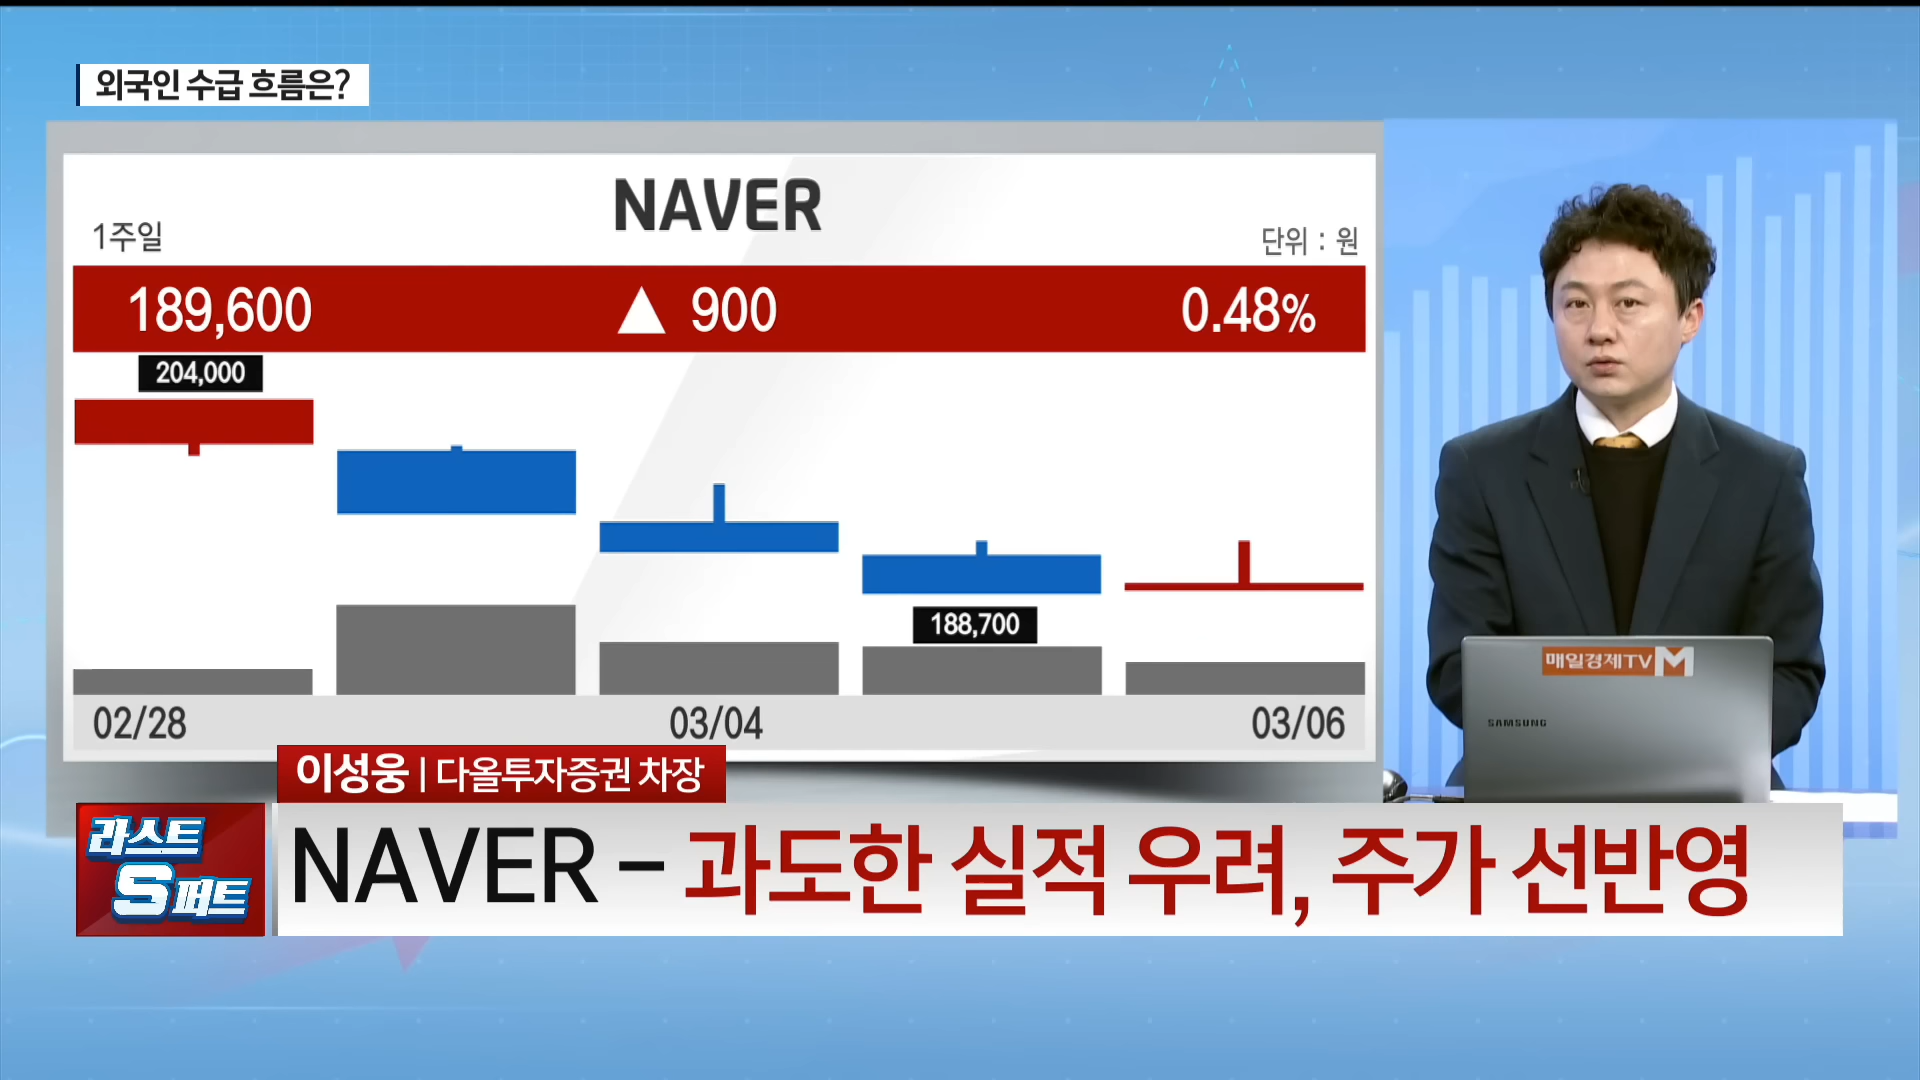 외국인 수급 흐름은?
NAVER
1주일
단위 : 원
189,600 ▲ 900 0.48%
204,000
188,700
02/28 03/04 03/06
매일경제TV M
SAMSUNG
이성웅 | 다올투자증권 차장
라스트
S퍼트
NAVER – 과도한 실적 우려, 주가 선반영